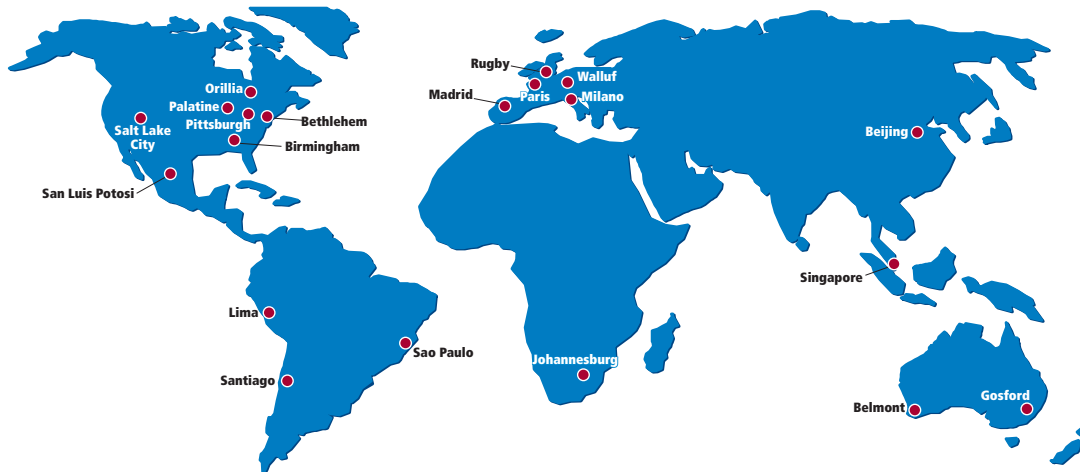 Orillia
Palatine
Pittsburgh
Bethlehem
Salt Lake
City
Birmingham
San Luis Potosi
Lima
Sao Paulo
Santiago
Rugby
Walluf
Madrid
Paris
Milano
Johannesburg
Beijing
Singapore
Belmont
Gosford